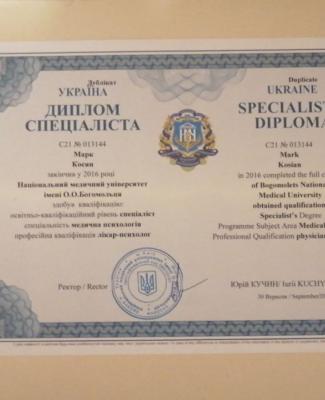 Дублікат
УКРАЇНА
ДИПЛОМ
СПЕЦІАЛІСТА
С21 № 013144
Марк
Косян
закінчив у 2016 році
Національний медичний університет
імені О.О.Богомольця
здобув кваліфікацію:
освітньо-кваліфікаційний рівень спеціаліст
спеціальність медична психологія
професійна кваліфікація лікар-психолог
Ректор / Rector
Duplicate
UKRAINE
SPECIALIST
DIPLOMA
C21 № 013144
Mark
Kosian
in 2016 completed the full c
of Bogomolets Nationa
Medical University
obtained qualification
Specialist's Degree
Programme Subject Area Medical
Professional Qualification physician
Юрій КУЧИН/ Iurii KUCHY
30 Вересня / September